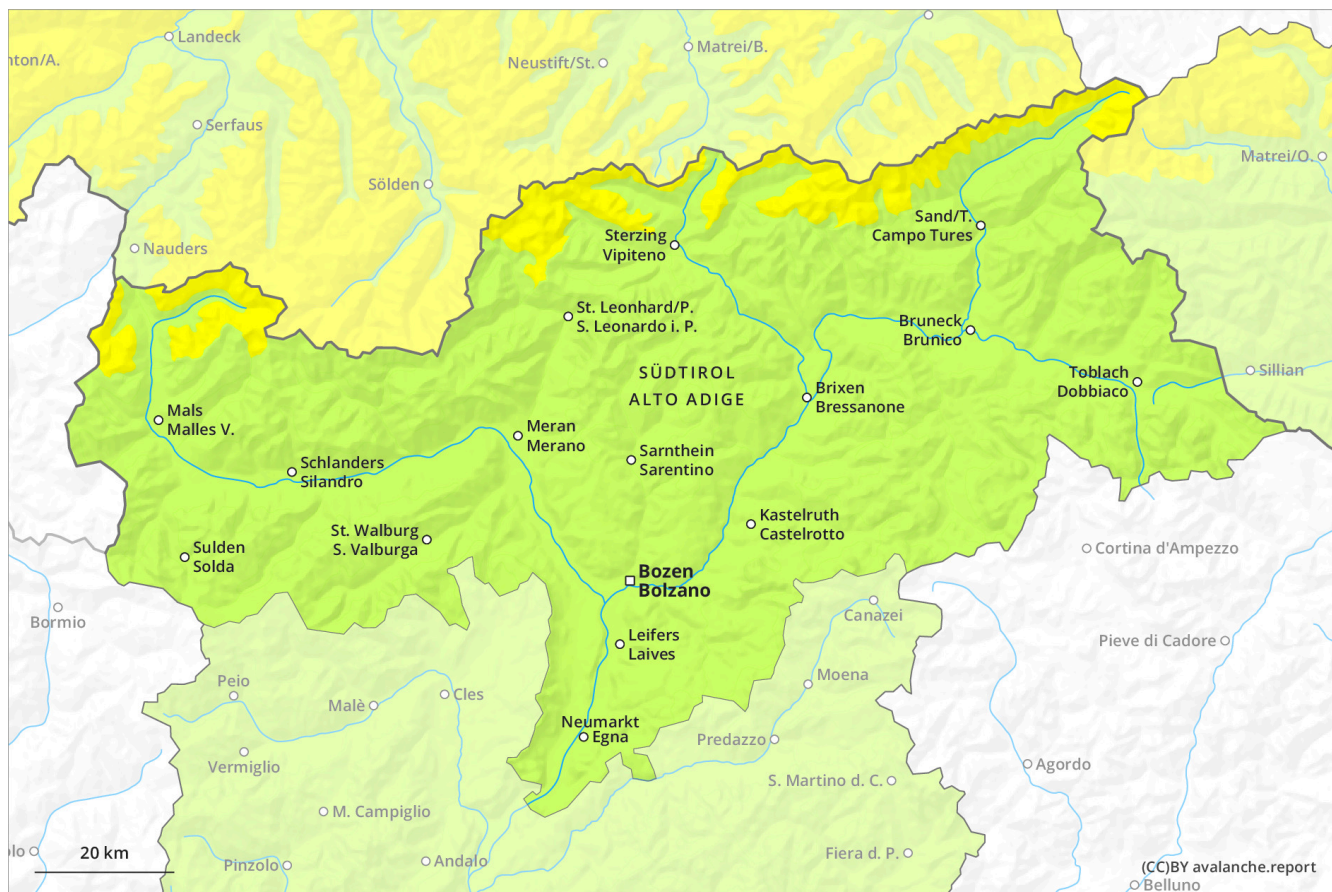 Landeck
nton/A.
Matrei/B.
Neustift/St.
Serfaus
Matrei/O.
Sölden
Sand/T.
Campo Tures
Sterzing
Vipiteno
Nauders
St. Leonhard/P.
S. Leonardo i. P.
Bruneck
Brunico
SÜDTIROL
ALTO ADIGE
Toblach
Dobbiaco
Sillian
Brixen
Bressanone
Mals
Malles V.
Meran
Merano
Sarnthein
Sarentino
Schlanders
Silandro
Kastelruth
Castelrotto
St. Walburg
S. Valburga
Sulden
Solda
Cortina d'Ampezzo
Bozen
Bolzano
Bormio
Canazei
Leifers
Laives
Pieve di Cadore
Peio
Moena
Malè
Cles
Neumarkt
Egna
Predazzo
Vermiglio
Agordo
S. Martino d. C.
M. Campiglio
20 km
lo
Pinzolo
Andalo
Fiera d. P.
(CC)BY avalanche.report
Belluno